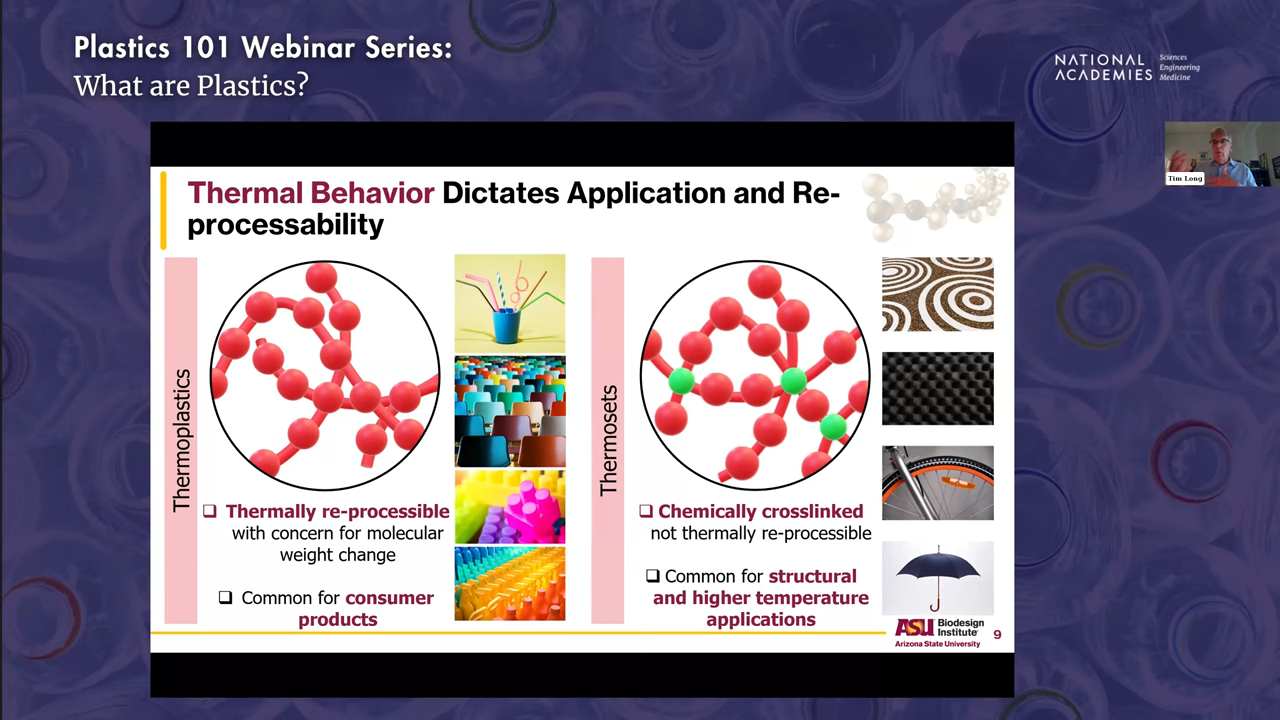 Plastics 101 Webinar Series:
What are Plastics?
NATIONAL
ACADEMIES
Sciences
Engineering
Medicine
Tim Long
Thermal Behavior Dictates Application and Re-
processability
Thermoplastics
❑ Thermally re-processible
with concern for molecular
weight change
❑ Common for consumer
products
Thermosets
❑ Chemically crosslinked
not thermally re-processible
❑ Common for structural
and higher temperature
applications
ASU Biodesign
Institute
Arizona State University
9